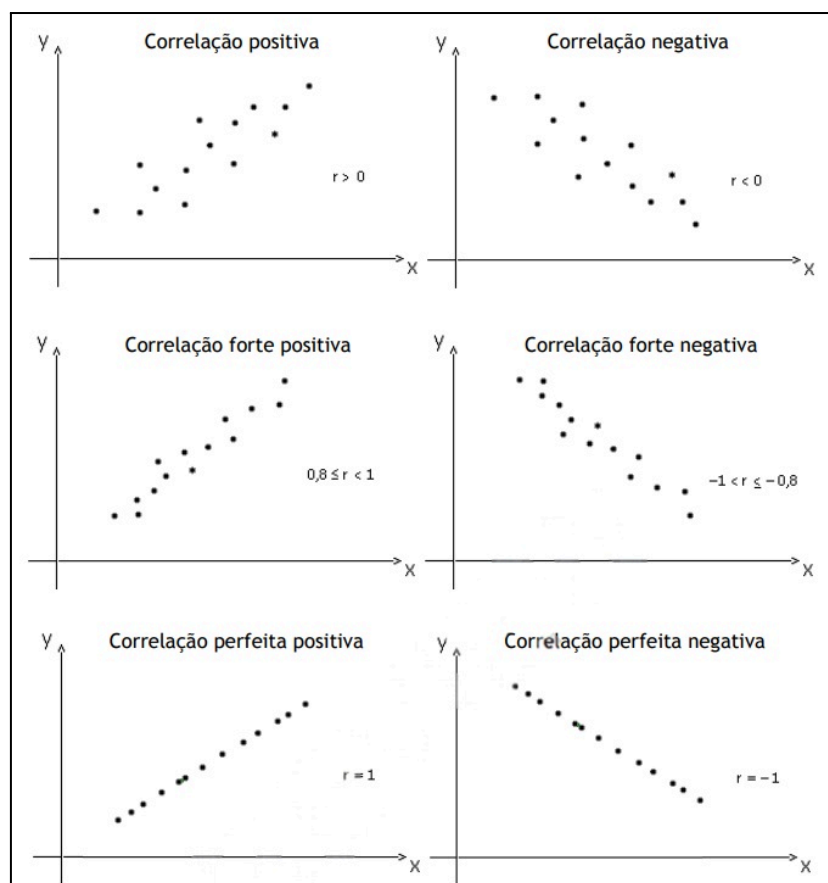 Correlação positiva
y
r > 0
x
Correlação negativa
y
r < 0
x
Correlação forte positiva
y
0,8 ≤ r < 1
x
Correlação forte negativa
y
−1 < r ≤ −0,8
x
Correlação perfeita positiva
y
r = 1
x
Correlação perfeita negativa
y
r = −1
x